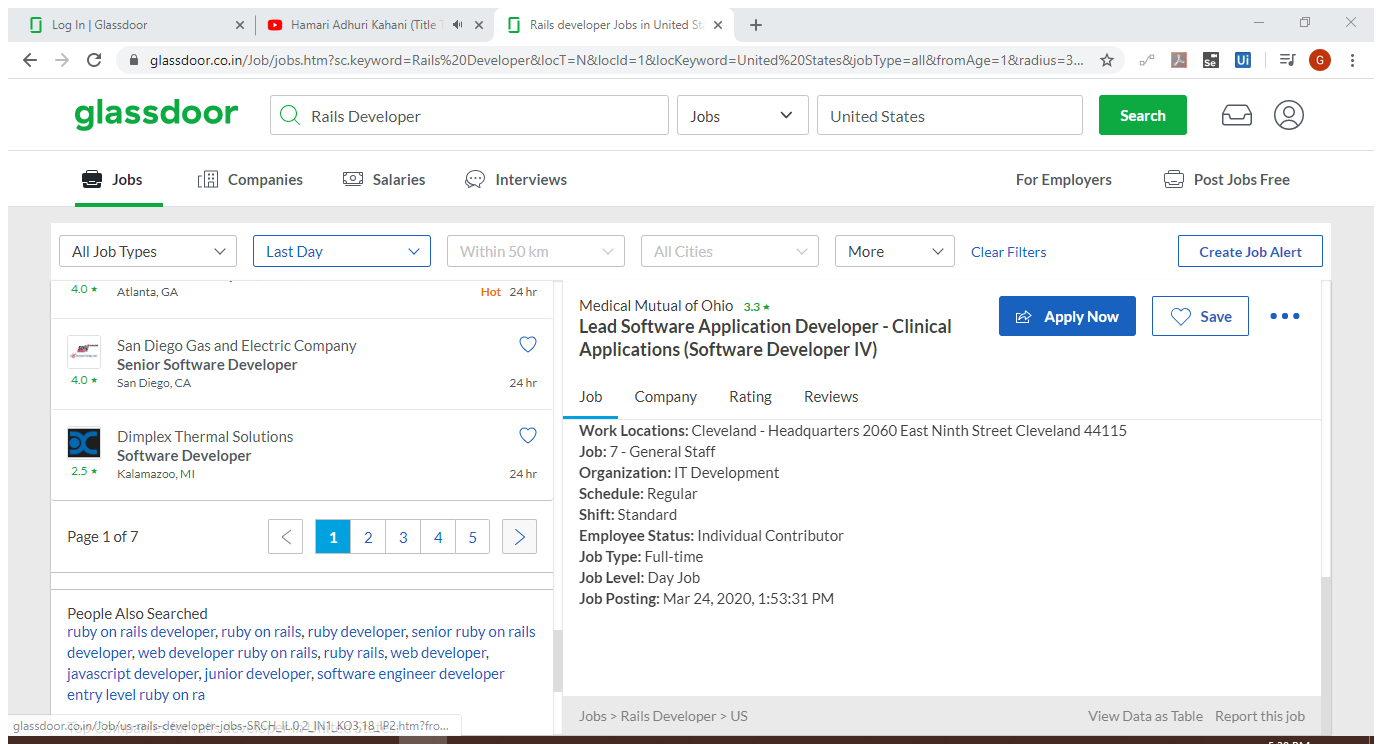 Log In | Glassdoor
Hamari Adhuri Kahani (Title
Rails developer Jobs in United St
glassdoor.co.in/Job/jobs.htm?sc.keyword=Rails%20Developer&locT=N&locId=1&locKeyword=United%20States&jobType=all&fromAge=1&radius=3...
Se
Ui
G
glassdoor
Rails Developer
Jobs
United States
Search
Jobs
Companies
Salaries
Interviews
For Employers
Post Jobs Free
All Job Types
Last Day
Within 50 km
All Cities
More
Clear Filters
Create Job Alert
4.0 ★
Atlanta, GA
Hot 24 hr
San Diego Gas and Electric Company
Senior Software Developer
4.0 ★
San Diego, CA
24 hr
Dimplex Thermal Solutions
Software Developer
2.5 ★
Kalamazoo, MI
24 hr
Page 1 of 7
1 2 3 4 5
People Also Searched
ruby on rails developer, ruby on rails, ruby developer, senior ruby on rails
developer, web developer ruby on rails, ruby rails, web developer,
javascript developer, junior developer, software engineer developer
entry level ruby on ra
glassdoor.co.in/Job/us-rails-developer-jobs-SRCH_IL.0,2_IN1_KO3,18_IP2.htm?fro...
Medical Mutual of Ohio 3.3 ★
Lead Software Application Developer - Clinical
Applications (Software Developer IV)
Apply Now
Save
Job
Company
Rating
Reviews
Work Locations: Cleveland - Headquarters 2060 East Ninth Street Cleveland 44115
Job: 7 - General Staff
Organization: IT Development
Schedule: Regular
Shift: Standard
Employee Status: Individual Contributor
Job Type: Full-time
Job Level: Day Job
Job Posting: Mar 24, 2020, 1:53:31 PM
Jobs > Rails Developer > US
View Data as Table
Report this job